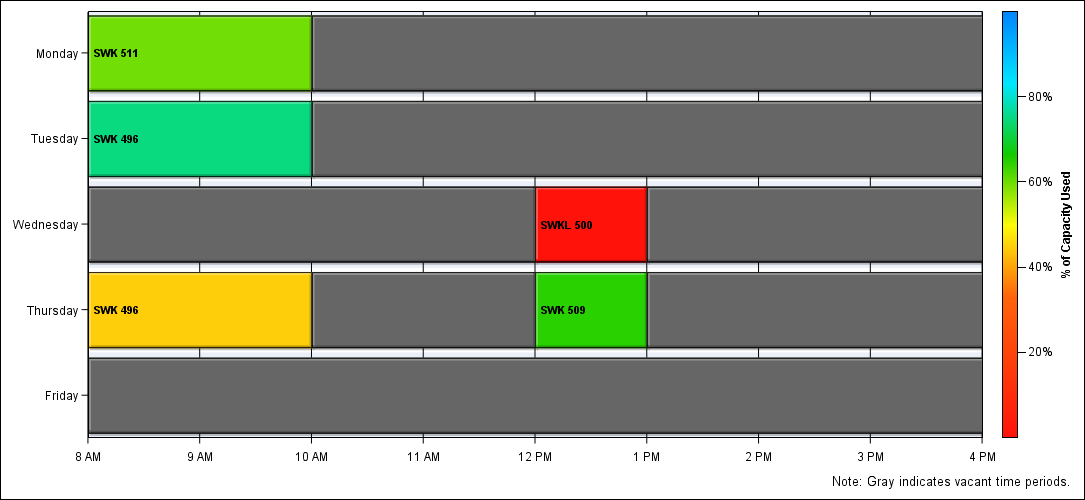 Monday
SWK 511
Tuesday
SWK 496
Wednesday
SWKL 500
Thursday
SWK 496
SWK 509
Friday
8 AM
9 AM
10 AM
11 AM
12 PM
1 PM
2 PM
3 PM
4 PM
80%
60%
40%
20%
% of Capacity Used
Note: Gray indicates vacant time periods.